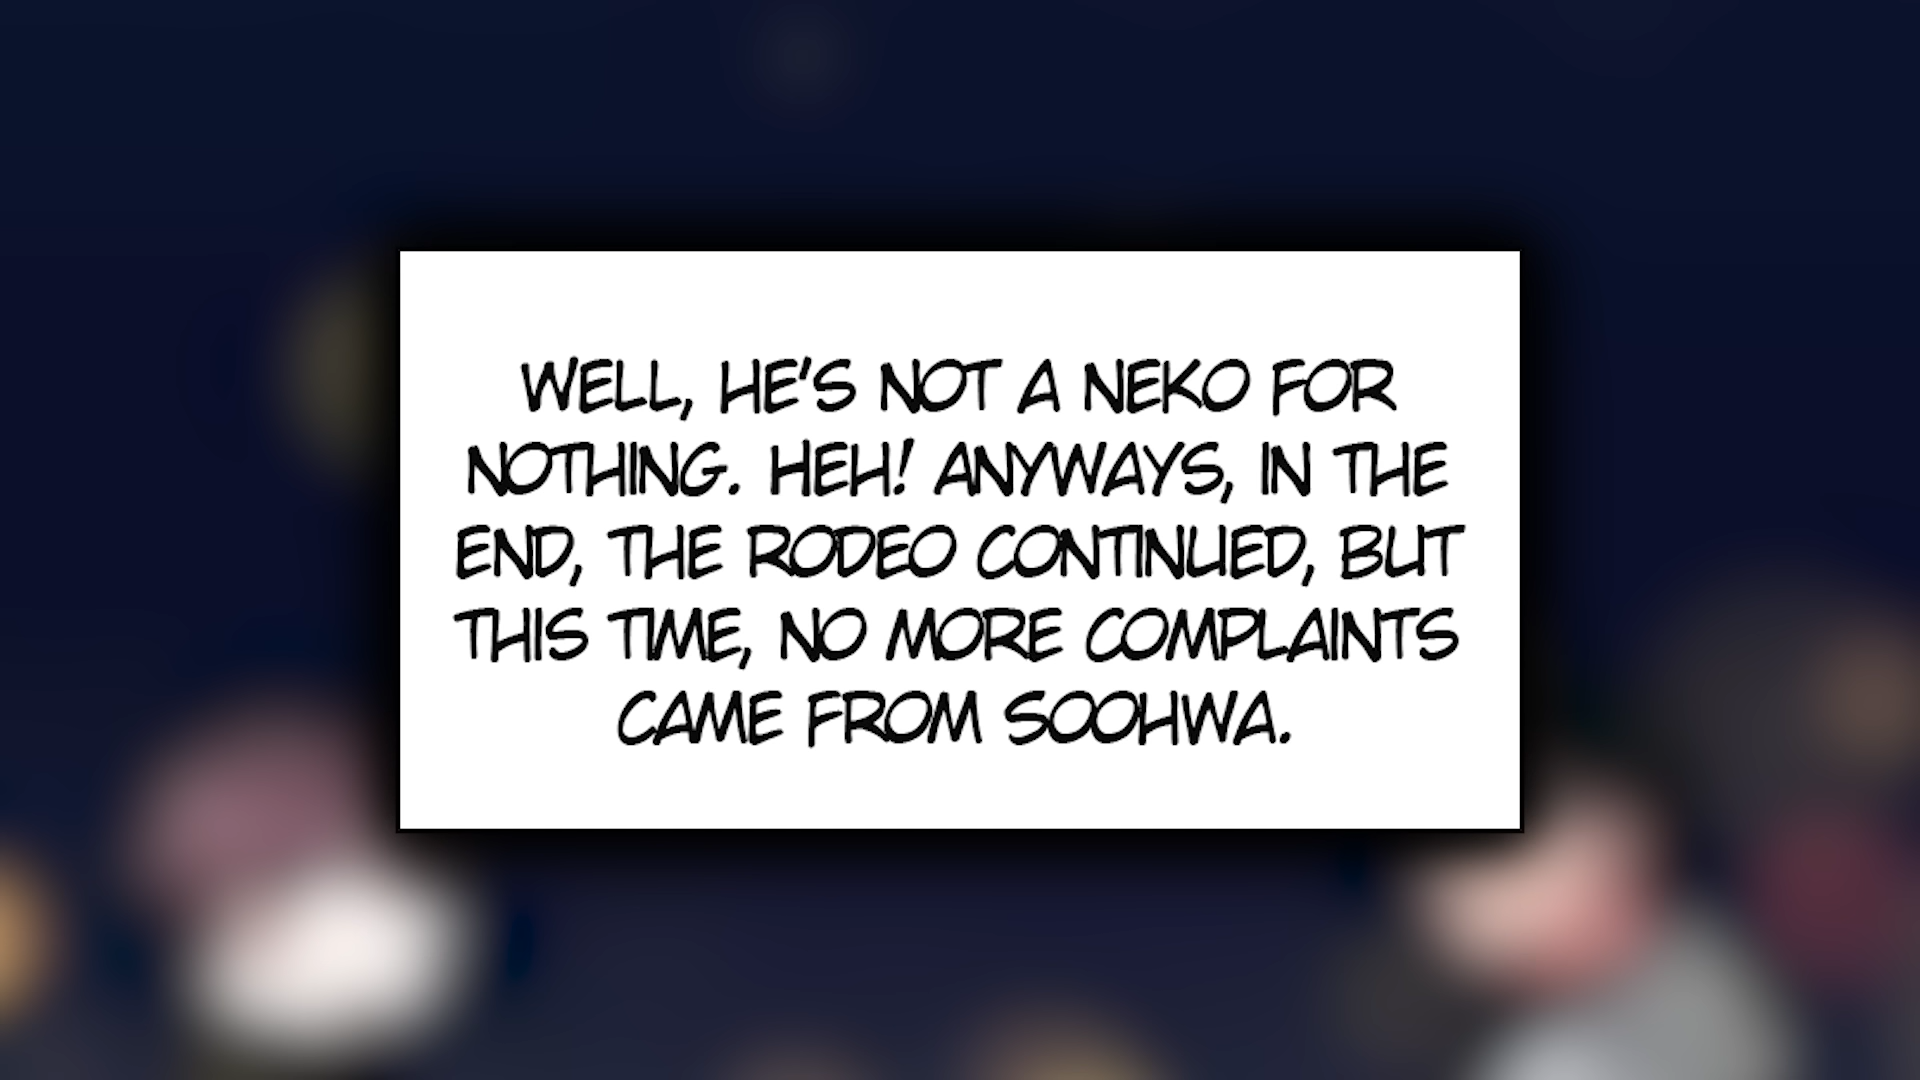 WELL, HE'S NOT A NEKO FOR
NOTHING. HEH! ANYWAYS, IN THE
END, THE RODEO CONTINUED, BUT
THIS TIME, NO MORE COMPLAINTS
CAME FROM SOOHWA.